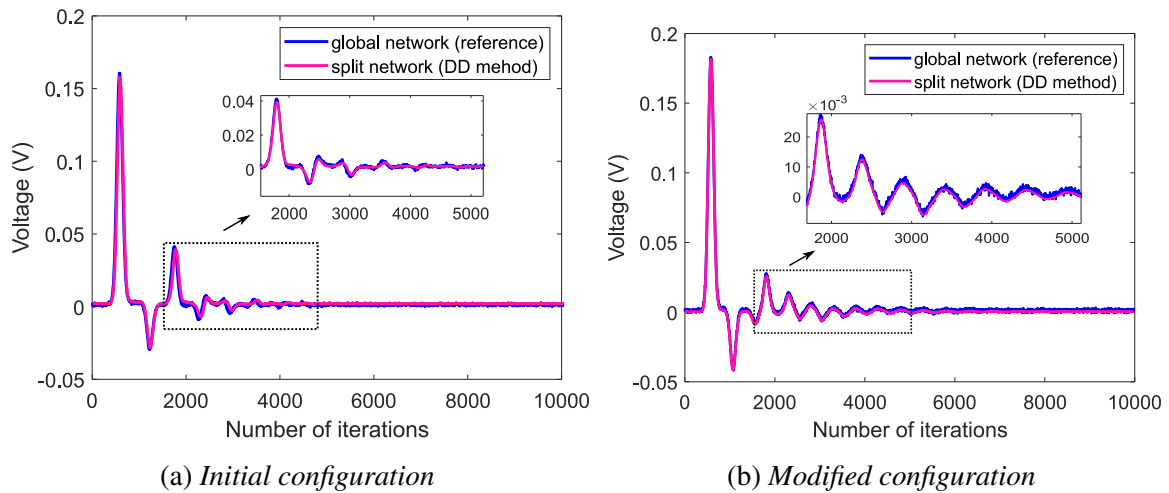 0.2
0.15
0.1
0.05
0
-0.05
Voltage (V)
global network (reference)
split network (DD mehod)
0.04
0.02
0
2000 3000 4000 5000
0 2000 4000 6000 8000 10000
Number of iterations
(a) Initial configuration
0.2
0.15
0.1
0.05
0
-0.05
Voltage (V)
global network (reference)
split network (DD method)
×10⁻³
20
10
0
2000 3000 4000 5000
0 2000 4000 6000 8000 10000
Number of iterations
(b) Modified configuration